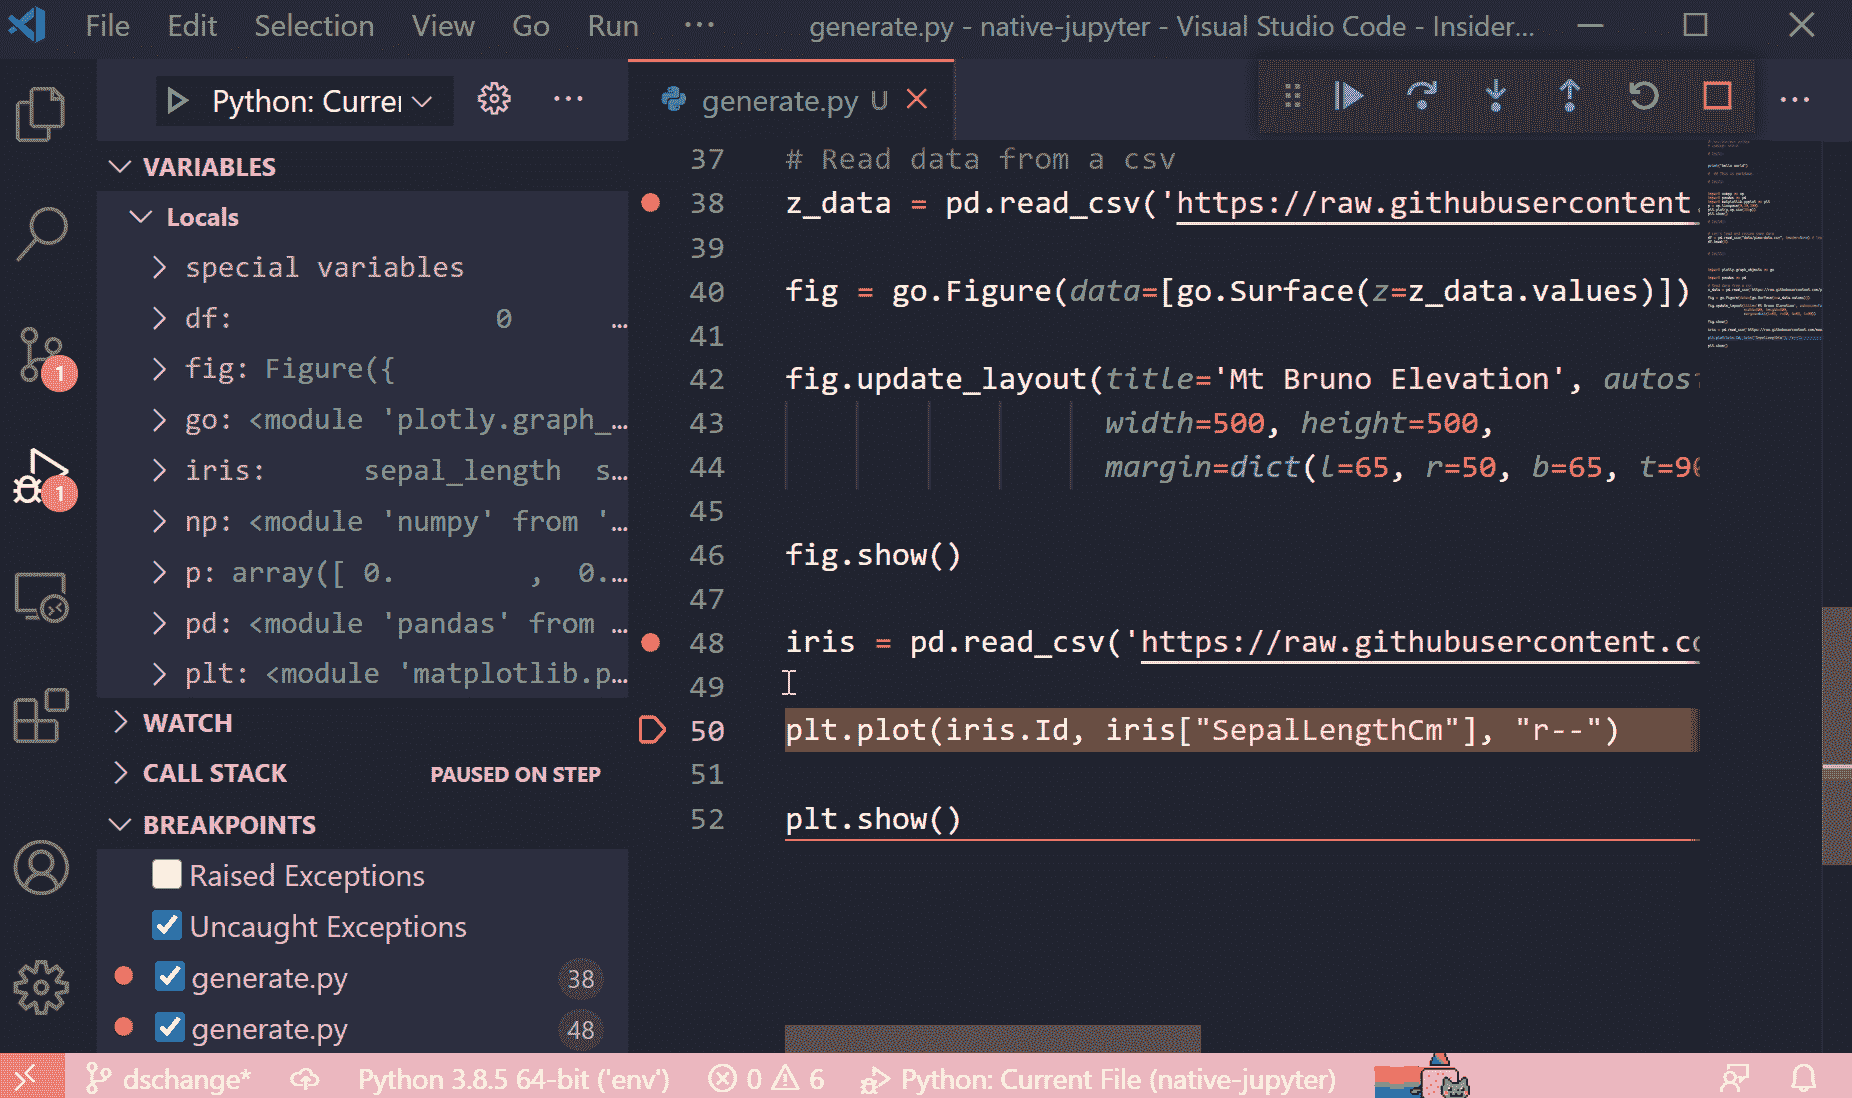 File Edit Selection View Go Run ··· generate.py - native-jupyter - Visual Studio Code - Insider...
Python: Currer ···
generate.py U
VARIABLES
Locals
special variables
df: 0 ...
fig: Figure({
go: <module 'plotly.graph_...
iris: sepal_length s...
np: <module 'numpy' from '...
p: array([ 0. , 0....
pd: <module 'pandas' from ...
plt: <module 'matplotlib.p...
WATCH
CALL STACK PAUSED ON STEP
BREAKPOINTS
Raised Exceptions
Uncaught Exceptions
generate.py 38
generate.py 48
1
1
37 # Read data from a csv
38 z_data = pd.read_csv('https://raw.githubusercontent.
39
40 fig = go.Figure(data=[go.Surface(z=z_data.values)])
41
42 fig.update_layout(title='Mt Bruno Elevation', autos
43 width=500, height=500,
44 margin=dict(l=65, r=50, b=65, t=90
45
46 fig.show()
47
48 iris = pd.read_csv('https://raw.githubusercontent.co
49
50 plt.plot(iris.Id, iris["SepalLengthCm"], "r--")
51
52 plt.show()
dschange* Python 3.8.5 64-bit ('env') 0 6 Python: Current File (native-jupyter)